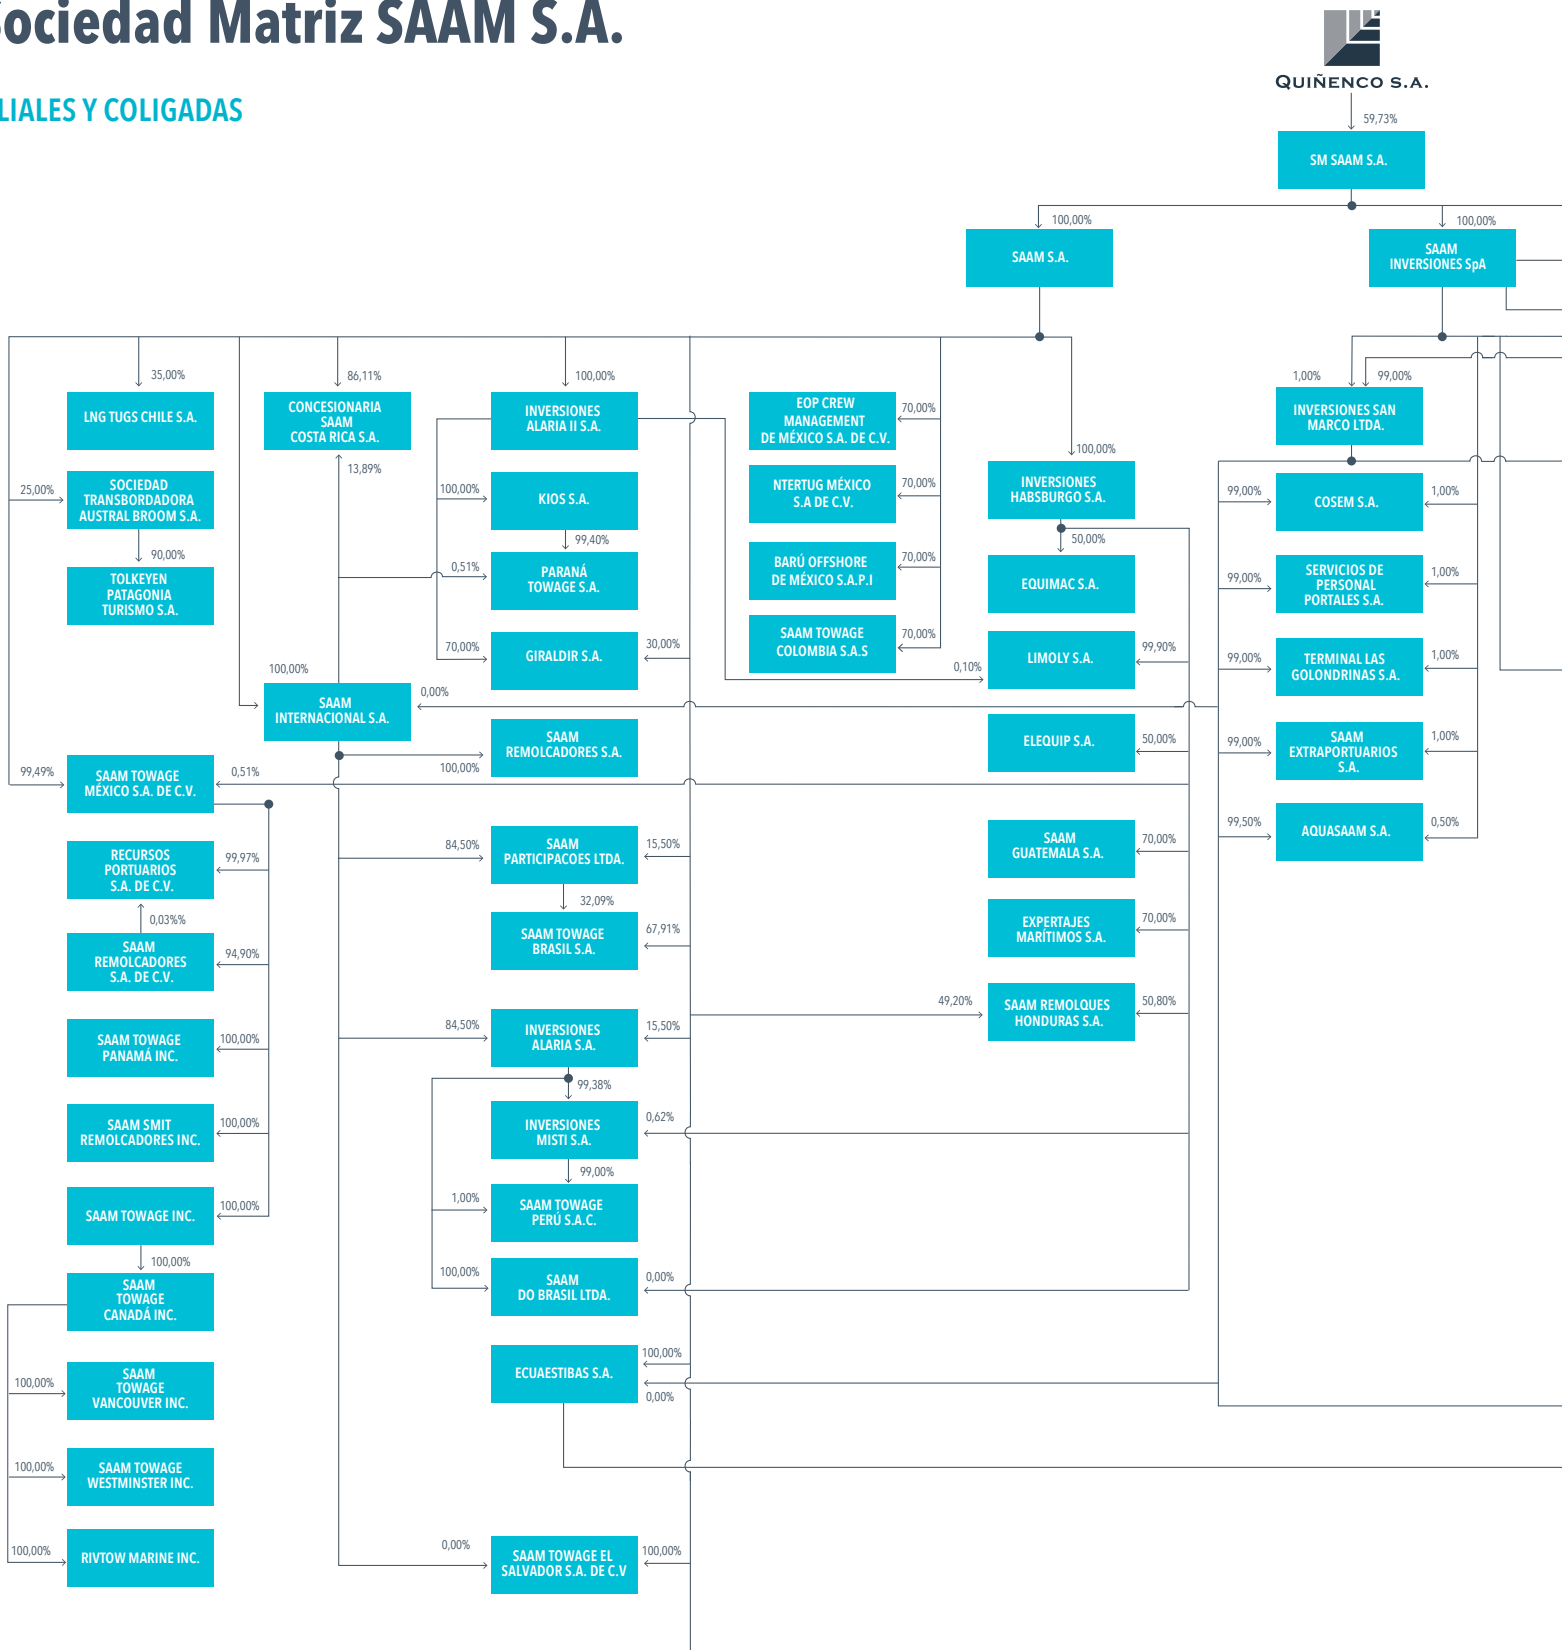 Sociedad Matriz SAAM S.A.
LIALES Y COLIGADAS
QUIÑENCO S.A.
59,73%
SM SAAM S.A.
100,00%
100,00%
SAAM S.A.
SAAM
INVERSIONES SpA
35,00%
86,11%
100,00%
1,00%
99,00%
LNG TUGS CHILE S.A.
CONCESIONARIA
SAAM
COSTA RICA S.A.
INVERSIONES
ALARIA II S.A.
EOP CREW
MANAGEMENT
DE MÉXICO S.A. DE C.V.
70,00%
INVERSIONES SAN
MARCO LTDA.
100,00%
13,89%
25,00%
SOCIEDAD
TRANSBORDADORA
AUSTRAL BROOM S.A.
100,00%
KIOS S.A.
NTERTUG MÉXICO
S.A DE C.V.
70,00%
INVERSIONES
HABSBURGO S.A.
99,00%
COSEM S.A.
1,00%
90,00%
99,40%
50,00%
TOLKEYEN
PATAGONIA
TURISMO S.A.
0,51%
PARANÁ
TOWAGE S.A.
BARÚ OFFSHORE
DE MÉXICO S.A.P.I
70,00%
EQUIMAC S.A.
99,00%
SERVICIOS DE
PERSONAL
PORTALES S.A.
1,00%
70,00%
GIRALDIR S.A.
30,00%
SAAM TOWAGE
COLOMBIA S.A.S
70,00%
0,10%
LIMOLY S.A.
99,90%
99,00%
TERMINAL LAS
GOLONDRINAS S.A.
1,00%
100,00%
SAAM
INTERNACIONAL S.A.
0,00%
SAAM
REMOLCADORES S.A.
100,00%
ELEQUIP S.A.
50,00%
99,00%
SAAM
EXTRAPORTUARIOS
S.A.
1,00%
99,49%
SAAM TOWAGE
MÉXICO S.A. DE C.V.
0,51%
99,50%
AQUASAAM S.A.
0,50%
RECURSOS
PORTUARIOS
S.A. DE C.V.
99,97%
84,50%
SAAM
PARTICIPACOES LTDA.
15,50%
SAAM
GUATEMALA S.A.
70,00%
0,03%%
32,09%
SAAM
REMOLCADORES
S.A. DE C.V.
94,90%
SAAM TOWAGE
BRASIL S.A.
67,91%
EXPERTAJES
MARÍTIMOS S.A.
70,00%
SAAM TOWAGE
PANAMÁ INC.
100,00%
84,50%
INVERSIONES
ALARIA S.A.
15,50%
49,20%
SAAM REMOLQUES
HONDURAS S.A.
50,80%
99,38%
SAAM SMIT
REMOLCADORES INC.
100,00%
INVERSIONES
MISTI S.A.
0,62%
99,00%
SAAM TOWAGE INC.
100,00%
1,00%
SAAM TOWAGE
PERÚ S.A.C.
100,00%
SAAM
TOWAGE
CANADÁ INC.
100,00%
SAAM
DO BRASIL LTDA.
0,00%
100,00%
SAAM
TOWAGE
VANCOUVER INC.
ECUAESTIBAS S.A.
100,00%
0,00%
100,00%
SAAM TOWAGE
WESTMINSTER INC.
100,00%
RIVTOW MARINE INC.
0,00%
SAAM TOWAGE EL
SALVADOR S.A. DE C.V
100,00%